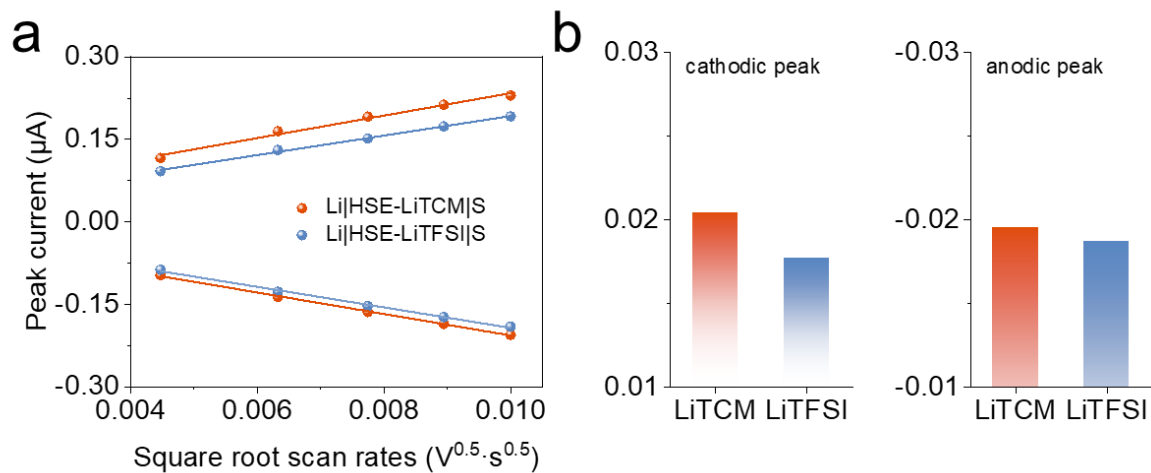 a
0.30
0.15
0.00
-0.15
-0.30
Peak current (μA)
Li|HSE-LiTCM|S
Li|HSE-LiTFSI|S
0.004
0.006
0.008
0.010
Square root scan rates (V^0.5·s^0.5)
b
0.03
0.02
0.01
cathodic peak
LiTCM
LiTFSI
-0.03
-0.02
-0.01
anodic peak
LiTCM
LiTFSI